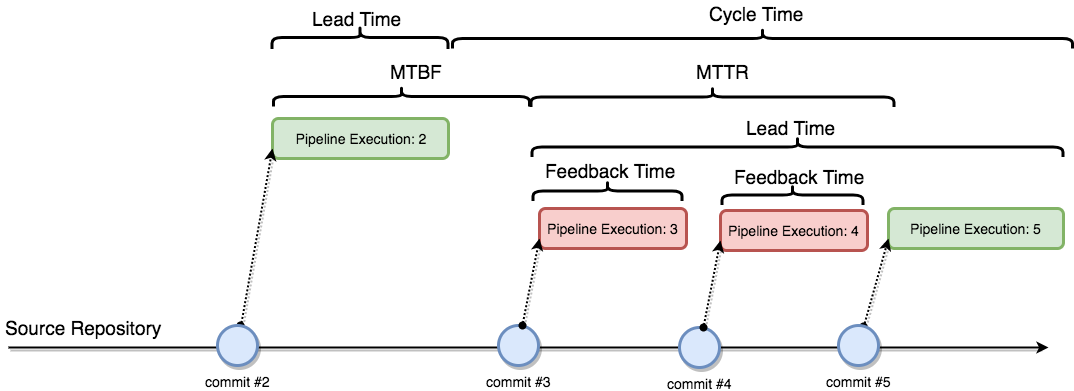 Lead Time
Cycle Time
MTBF
MTTR
Pipeline Execution: 2
Lead Time
Feedback Time
Feedback Time
Pipeline Execution: 3
Pipeline Execution: 4
Pipeline Execution: 5
Source Repository
commit #2
commit #3
commit #4
commit #5